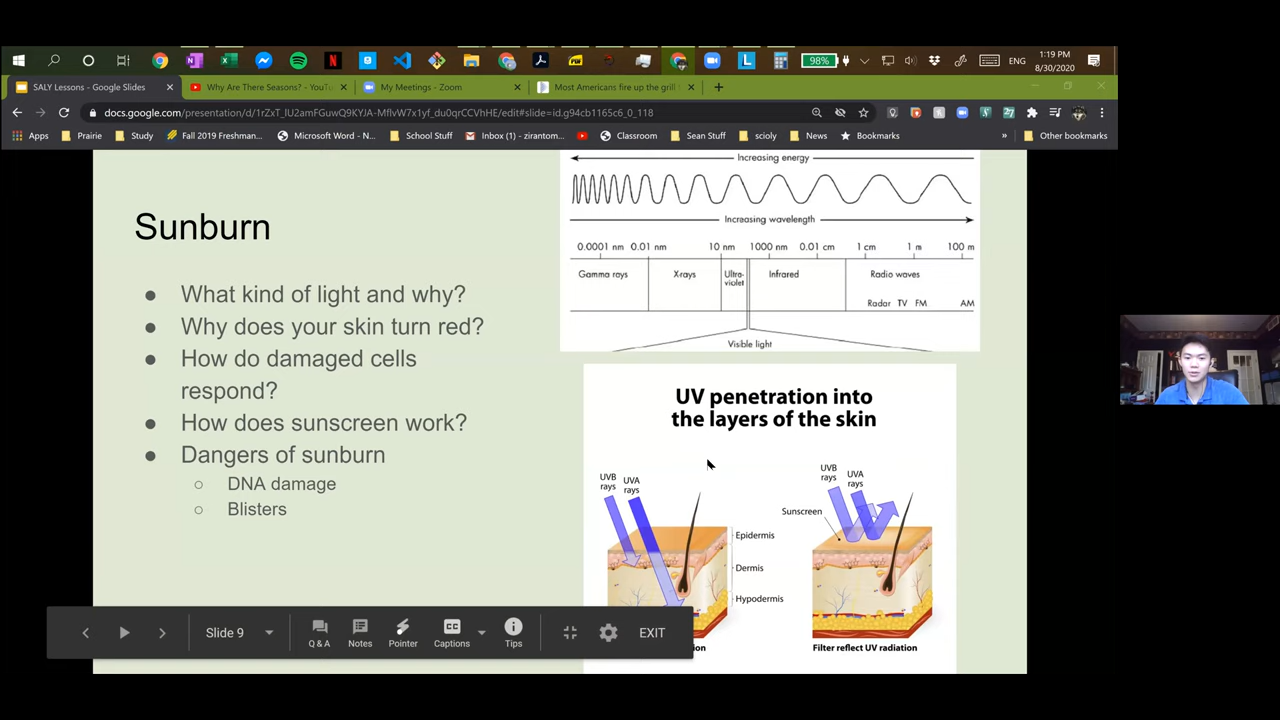 1:19 PM
98%
ENG
8/30/2020
SALY Lessons - Google Slides
Why Are There Seasons? - YouT
My Meetings - Zoom
Most Americans fire up the grill f
docs.google.com/presentation/d/1rZxT_lU2amFGuwQ9KYJA-MflvW7x1yf_du0qrCCVhHE/edit#slide=id.g94cb1165c6_0_118
Apps
Prairie
Study
Fall 2019 Freshman...
Microsoft Word - N...
School Stuff
Inbox (1) - zirantom...
Classroom
Sean Stuff
scioly
News
Bookmarks
»
Other bookmarks
Sunburn
● What kind of light and why?
● Why does your skin turn red?
● How do damaged cells
respond?
● How does sunscreen work?
● Dangers of sunburn
○ DNA damage
○ Blisters
Increasing energy
Increasing wavelength
0.0001 nm 0.01 nm 10 nm 1000 nm 0.01 cm 1 cm 1 m 100 m
Gamma rays X-rays Ultra-
violet Infrared Radio waves
Radar TV FM AM
Visible light
UV penetration into
the layers of the skin
UVB
rays
UVA
rays
Epidermis
Dermis
Hypodermis
UVB
rays
UVA
rays
Sunscreen
Filter reflect UV radiation
Slide 9
Q & A
Notes
Pointer
Captions
Tips
EXIT